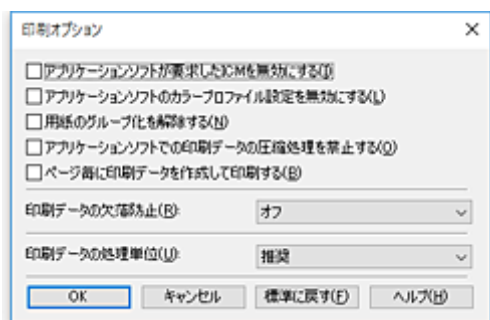 印刷オプション
アプリケーションソフトが要求したICMを無効にする(I)
アプリケーションソフトのカラープロファイル設定を無効にする(L)
用紙のグループ化を解除する(N)
アプリケーションソフトでの印刷データの圧縮処理を禁止する(O)
ページ毎に印刷データを作成して印刷する(B)
印刷データの欠落防止(R): オフ
印刷データの処理単位(U): 推奨
OK キャンセル 標準に戻す(F) ヘルプ(H)